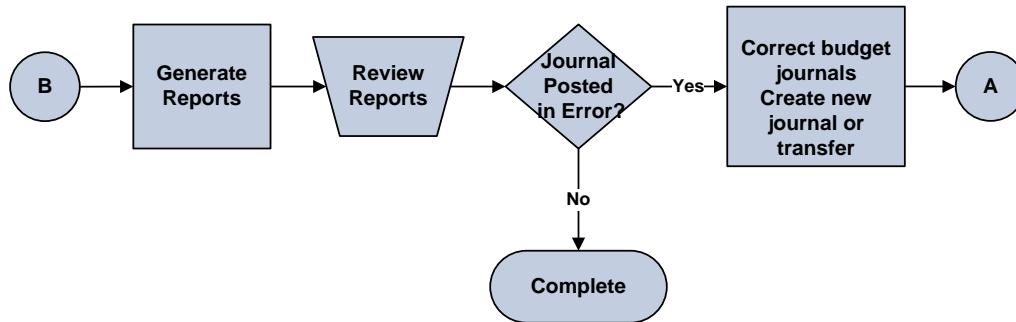 B
Generate
Reports
Review
Reports
Journal
Posted
in Error?
Yes
Correct budget
journals
Create new
journal or
transfer
A
No
Complete